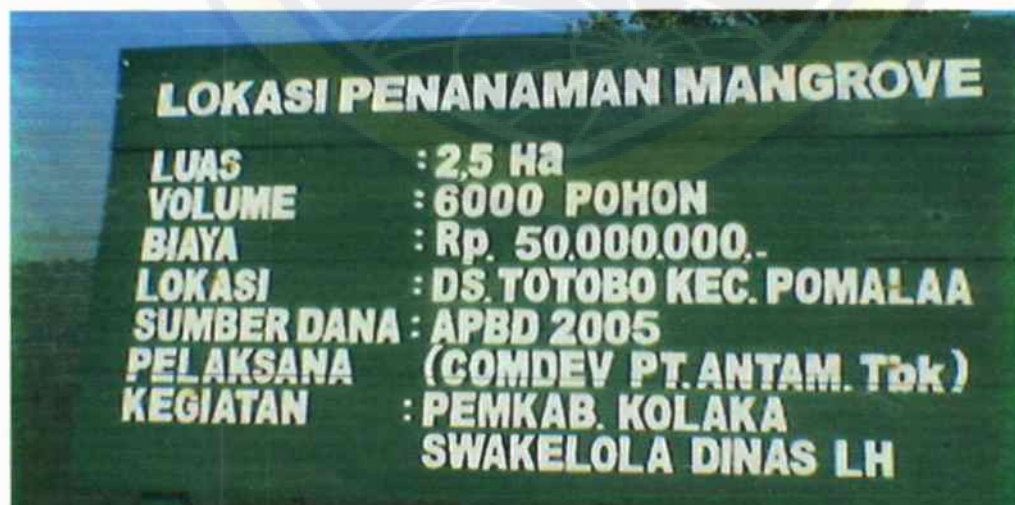 LOKASI PENANAMAN MANGROVE
LUAS : 2,5 Ha
VOLUME : 6000 POHON
BIAYA : Rp. 50.000.000,-
LOKASI : DS. TOTOBO KEC. POMALAA
SUMBER DANA : APBD 2005
PELAKSANA (COMDEV PT. ANTAM. Tbk)
KEGIATAN : PEMKAB. KOLAKA
SWAKELOLA DINAS LH